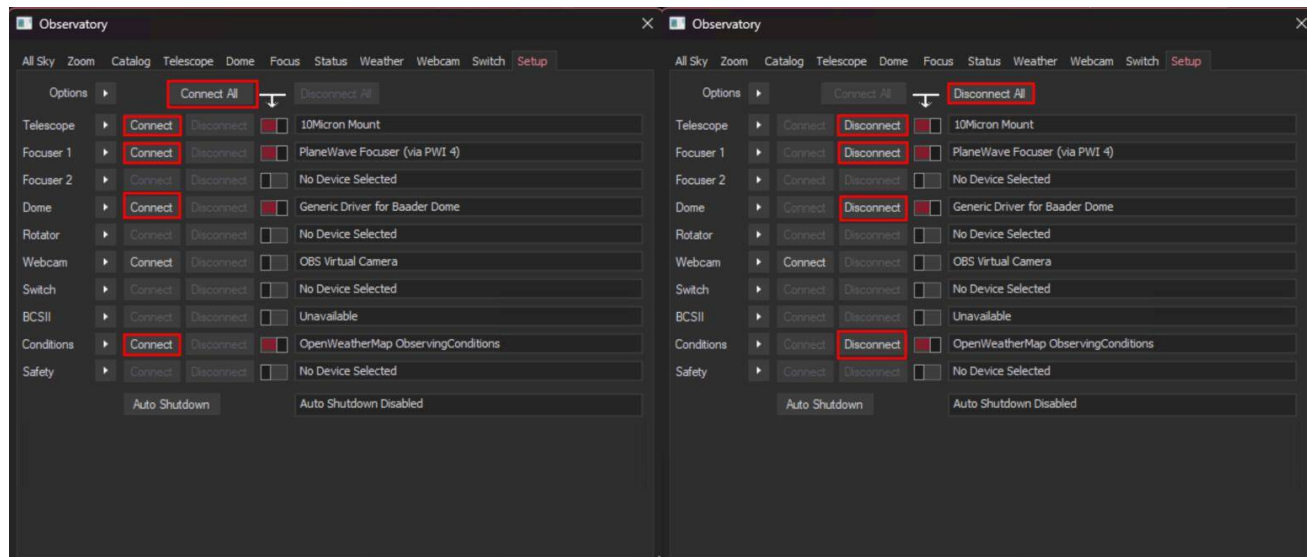 Observatory
All Sky Zoom Catalog Telescope Dome Focus Status Weather Webcam Switch Setup
Options Connect All Disconnect All
Telescope Connect Disconnect 10Micron Mount
Focuser 1 Connect Disconnect PlaneWave Focuser (via PWI 4)
Focuser 2 Connect Disconnect No Device Selected
Dome Connect Disconnect Generic Driver for Baader Dome
Rotator Connect Disconnect No Device Selected
Webcam Connect Disconnect OBS Virtual Camera
Switch Connect Disconnect No Device Selected
BCSII Connect Disconnect Unavailable
Conditions Connect Disconnect OpenWeatherMap ObservingConditions
Safety Connect Disconnect No Device Selected
Auto Shutdown Auto Shutdown Disabled
Observatory
All Sky Zoom Catalog Telescope Dome Focus Status Weather Webcam Switch Setup
Options Connect All Disconnect All
Telescope Connect Disconnect 10Micron Mount
Focuser 1 Connect Disconnect PlaneWave Focuser (via PWI 4)
Focuser 2 Connect Disconnect No Device Selected
Dome Connect Disconnect Generic Driver for Baader Dome
Rotator Connect Disconnect No Device Selected
Webcam Connect Disconnect OBS Virtual Camera
Switch Connect Disconnect No Device Selected
BCSII Connect Disconnect Unavailable
Conditions Connect Disconnect OpenWeatherMap ObservingConditions
Safety Connect Disconnect No Device Selected
Auto Shutdown Auto Shutdown Disabled